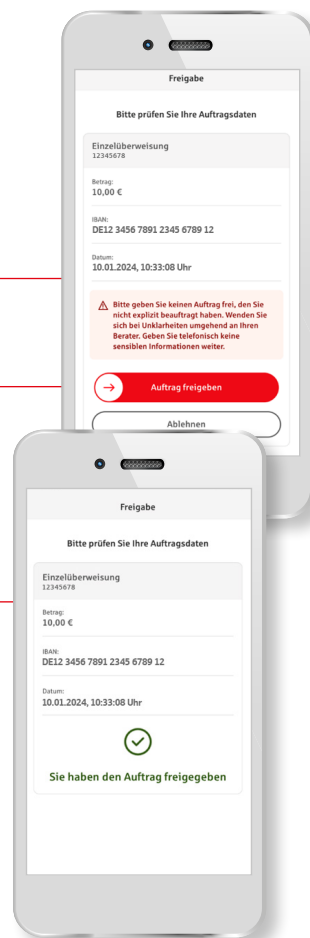 Freigabe
Bitte prüfen Sie Ihre Auftragsdaten
Einzelüberweisung
12345678
Betrag:
10,00 €
IBAN:
DE12 3456 7891 2345 6789 12
Datum:
10.01.2024, 10:33:08 Uhr
Bitte geben Sie keinen Auftrag frei, den Sie
nicht explizit beauftragt haben. Wenden Sie
sich bei Unklarheiten umgehend an Ihren
Berater. Geben Sie telefonisch keine
sensiblen Informationen weiter.
Auftrag freigeben
Ablehnen
Freigabe
Bitte prüfen Sie Ihre Auftragsdaten
Einzelüberweisung
12345678
Betrag:
10,00 €
IBAN:
DE12 3456 7891 2345 6789 12
Datum:
10.01.2024, 10:33:08 Uhr
Sie haben den Auftrag freigegeben